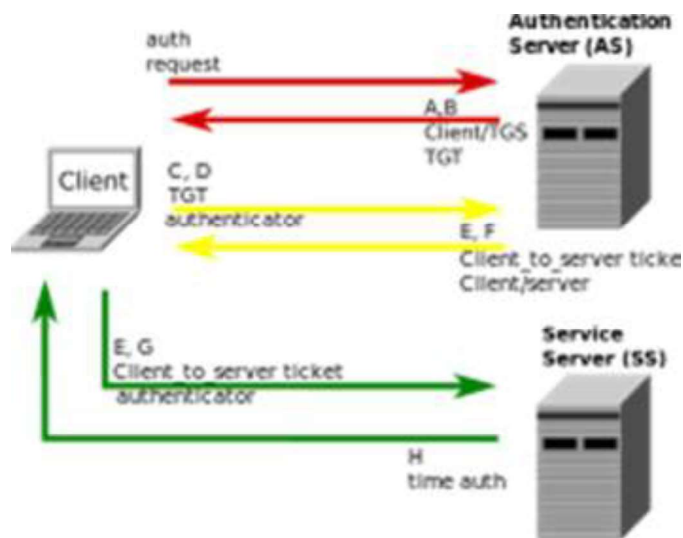 Authentication
Server (AS)
auth
request
A,B
Client/TGS
TGT
Client
C, D
TGT
authenticator
E, F
Client_to_server ticke
Client/server
Service
Server (SS)
E, G
Client_to_server ticket
authenticator
H
time auth